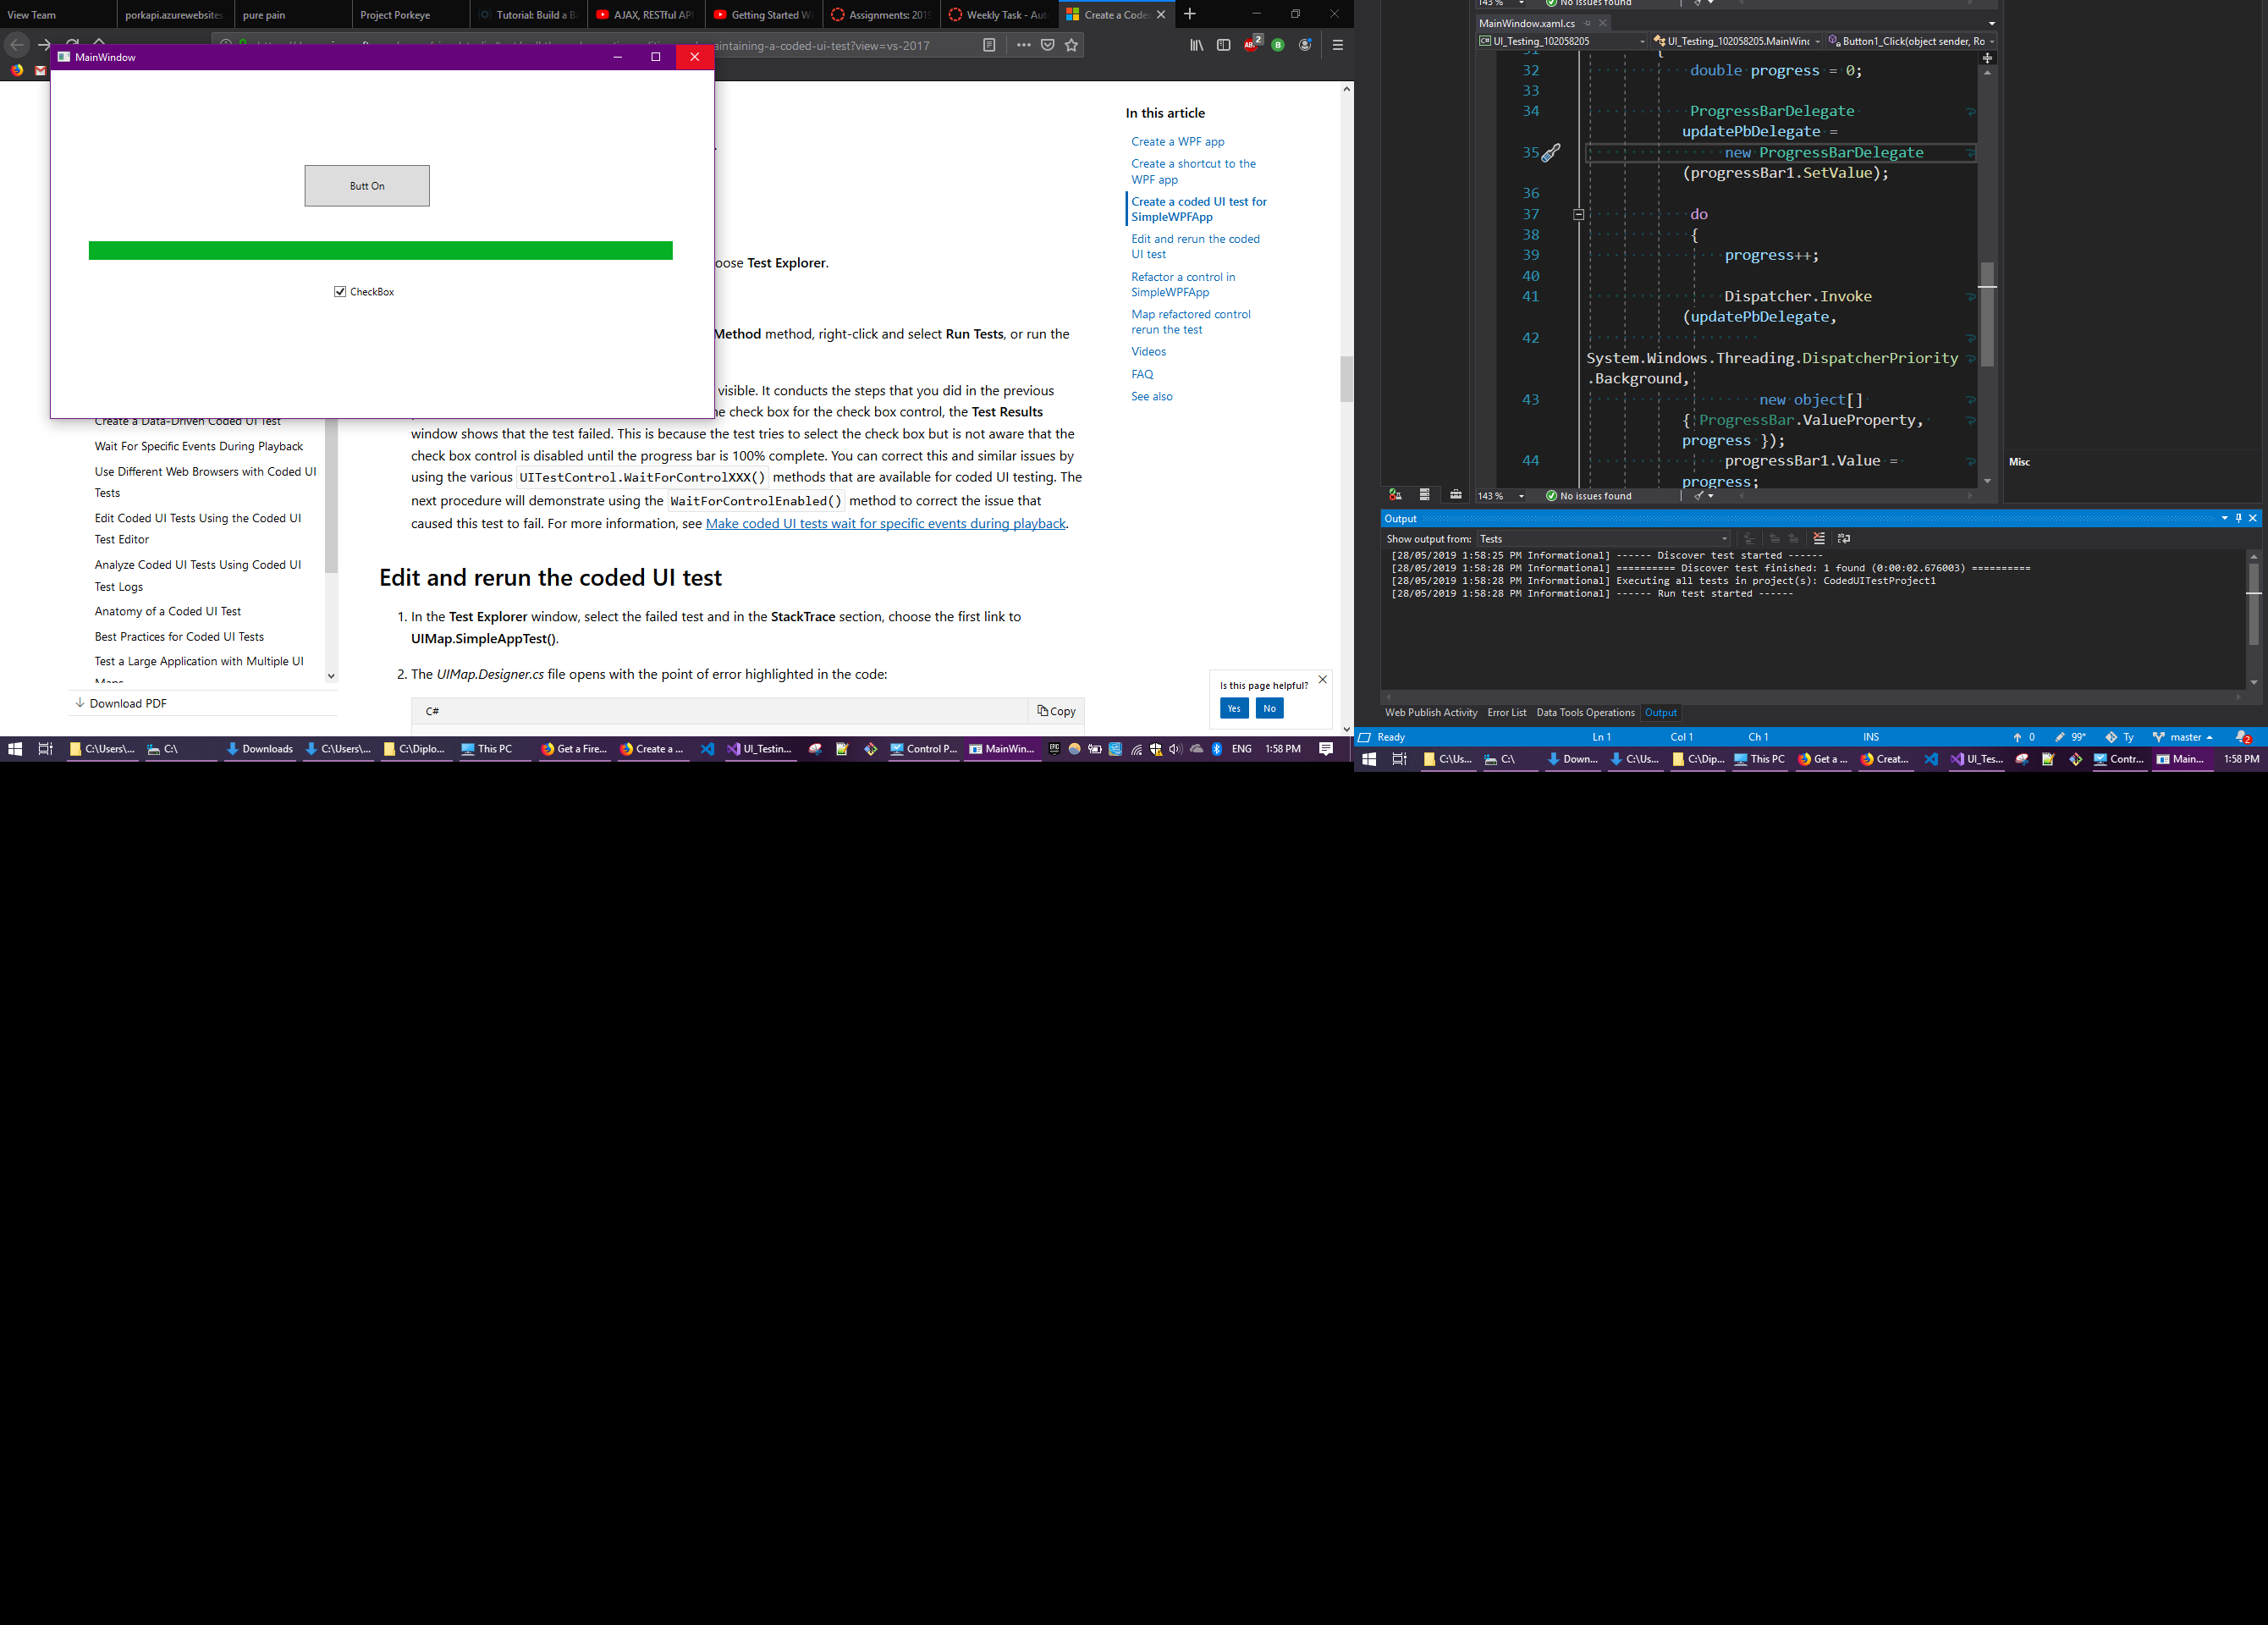 View Team
porkapi.azurewebsites
pure pain
Project Porkeye
Tutorial: Build a B
AJAX, RESTful API
Getting Started W
Assignments: 2019
Weekly Task - Aut
Create a Code
aintaining-a-coded-ui-test?view=vs-2017
2
MainWindow
Butt On
CheckBox
oose Test Explorer.
Method method, right-click and select Run Tests, or run the
visible. It conducts the steps that you did in the previous
he check box for the check box control, the Test Results
window shows that the test failed. This is because the test tries to select the check box but is not aware that the
check box control is disabled until the progress bar is 100% complete. You can correct this and similar issues by
using the various UITestControl.WaitForControlXXX() methods that are available for coded UI testing. The
next procedure will demonstrate using the WaitForControlEnabled() method to correct the issue that
caused this test to fail. For more information, see Make coded UI tests wait for specific events during playback.
Edit and rerun the coded UI test
1. In the Test Explorer window, select the failed test and in the StackTrace section, choose the first link to
UIMap.SimpleAppTest().
2. The UIMap.Designer.cs file opens with the point of error highlighted in the code:
C#
Copy
Create a Data-Driven Coded UI Test
Wait For Specific Events During Playback
Use Different Web Browsers with Coded UI
Tests
Edit Coded UI Tests Using the Coded UI
Test Editor
Analyze Coded UI Tests Using Coded UI
Test Logs
Anatomy of a Coded UI Test
Best Practices for Coded UI Tests
Test a Large Application with Multiple UI
Maps
Download PDF
In this article
Create a WPF app
Create a shortcut to the
WPF app
Create a coded UI test for
SimpleWPFApp
Edit and rerun the coded
UI test
Refactor a control in
SimpleWPFApp
Map refactored control
rerun the test
Videos
FAQ
See also
Is this page helpful?
Yes No
C:\Users\... C:\ Downloads C:\Users\... C:\Diplo... This PC Get a Fire... Create a ... UI_Testin... Control P... MainWin... ENG 1:58 PM
143 % No issues found
MainWindow.xaml.cs
UI_Testing_102058205 UI_Testing_102058205.MainWind Button1_Click(object sender, Ro
31 {
32 double progress = 0;
33
34 ProgressBarDelegate
updatePbDelegate =
35 new ProgressBarDelegate
(progressBar1.SetValue);
36
37 do
38 {
39 progress++;
40
41 Dispatcher.Invoke
(updatePbDelegate,
42
System.Windows.Threading.DispatcherPriority
.Background,
43 new object[]
{ ProgressBar.ValueProperty,
progress });
44 progressBar1.Value =
progress;
143 % No issues found
Misc
Output
Show output from: Tests
[28/05/2019 1:58:25 PM Informational] ------ Discover test started ------
[28/05/2019 1:58:28 PM Informational] ========== Discover test finished: 1 found (0:00:02.676003) ==========
[28/05/2019 1:58:28 PM Informational] Executing all tests in project(s): CodedUITestProject1
[28/05/2019 1:58:28 PM Informational] ------ Run test started ------
Web Publish Activity Error List Data Tools Operations Output
Ready Ln 1 Col 1 Ch 1 INS 0 99* Ty master 2
C:\Us... C:\ Down... C:\Us... C:\Dip... This PC Get a ... Creat... UI_Tes... Contr... Main... 1:58 PM